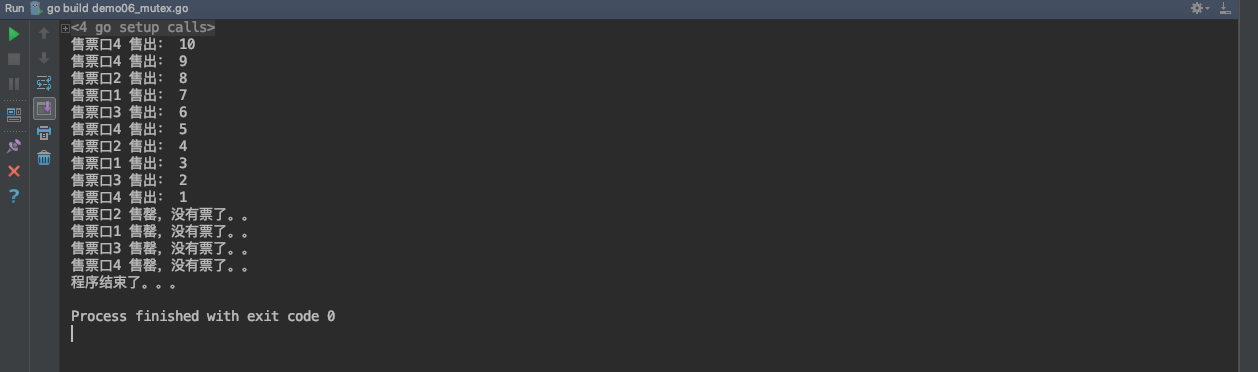 Run go build demo06_mutex.go
<4 go setup calls>
售票口4 售出： 10
售票口4 售出： 9
售票口2 售出： 8
售票口1 售出： 7
售票口3 售出： 6
售票口4 售出： 5
售票口2 售出： 4
售票口1 售出： 3
售票口3 售出： 2
售票口4 售出： 1
售票口2 售罄，没有票了。。
售票口1 售罄，没有票了。。
售票口3 售罄，没有票了。。
售票口4 售罄，没有票了。。
程序结束了。。。
Process finished with exit code 0